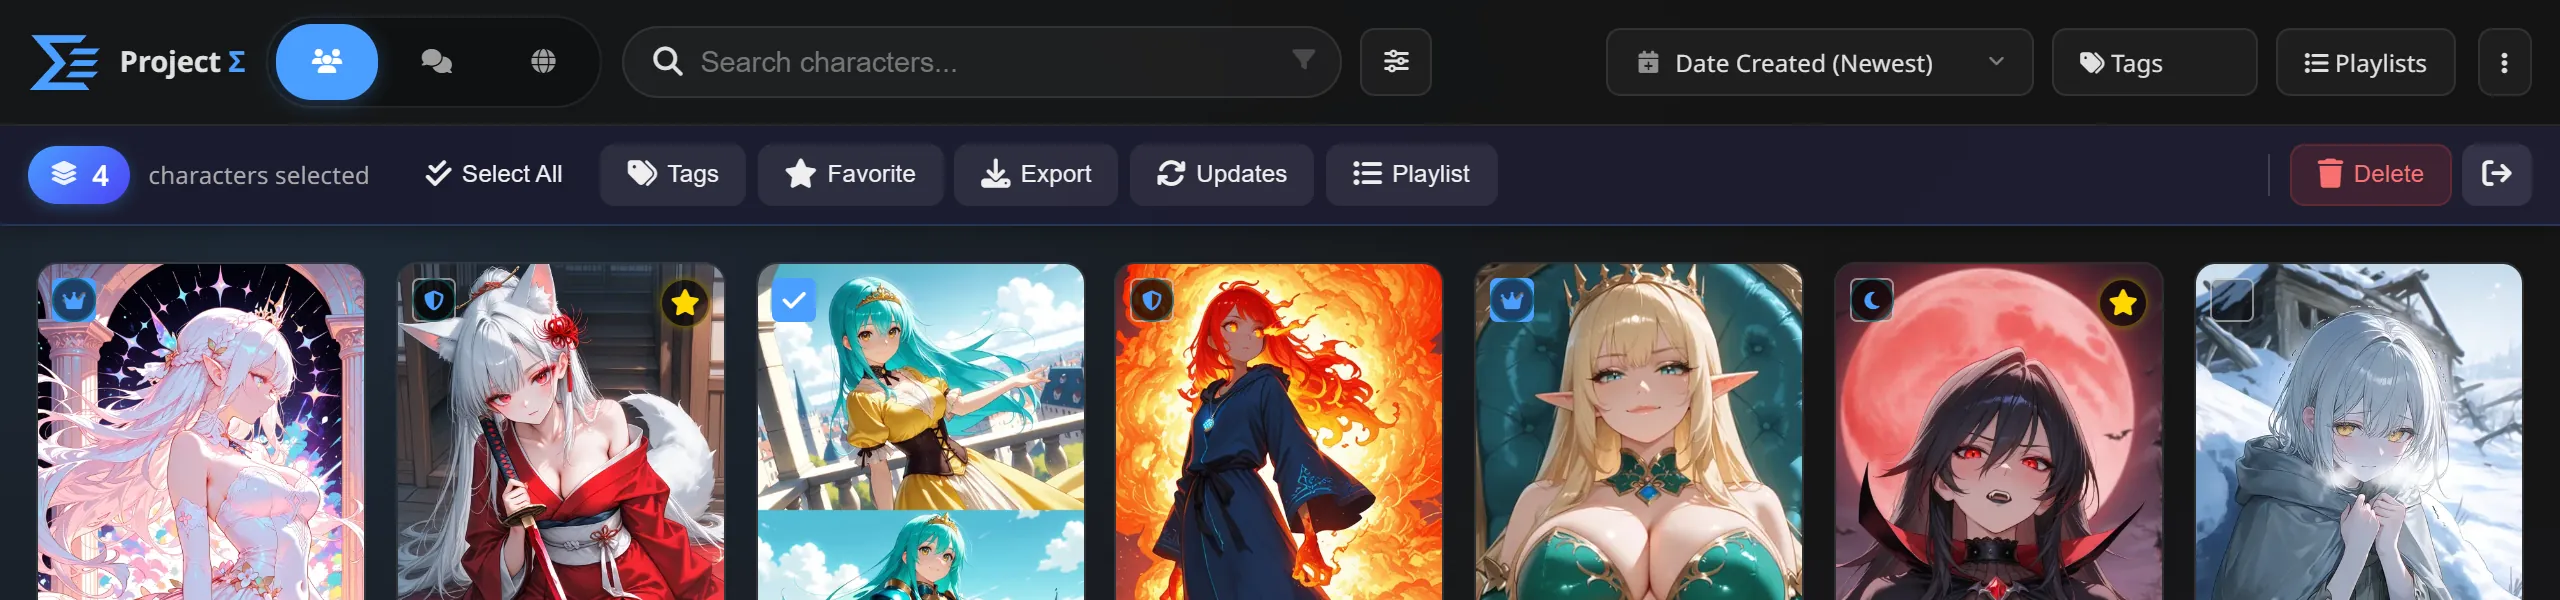 Project Σ
Search characters...
Date Created (Newest)
Tags
Playlists
4 characters selected
Select All
Tags
Favorite
Export
Updates
Playlist
Delete